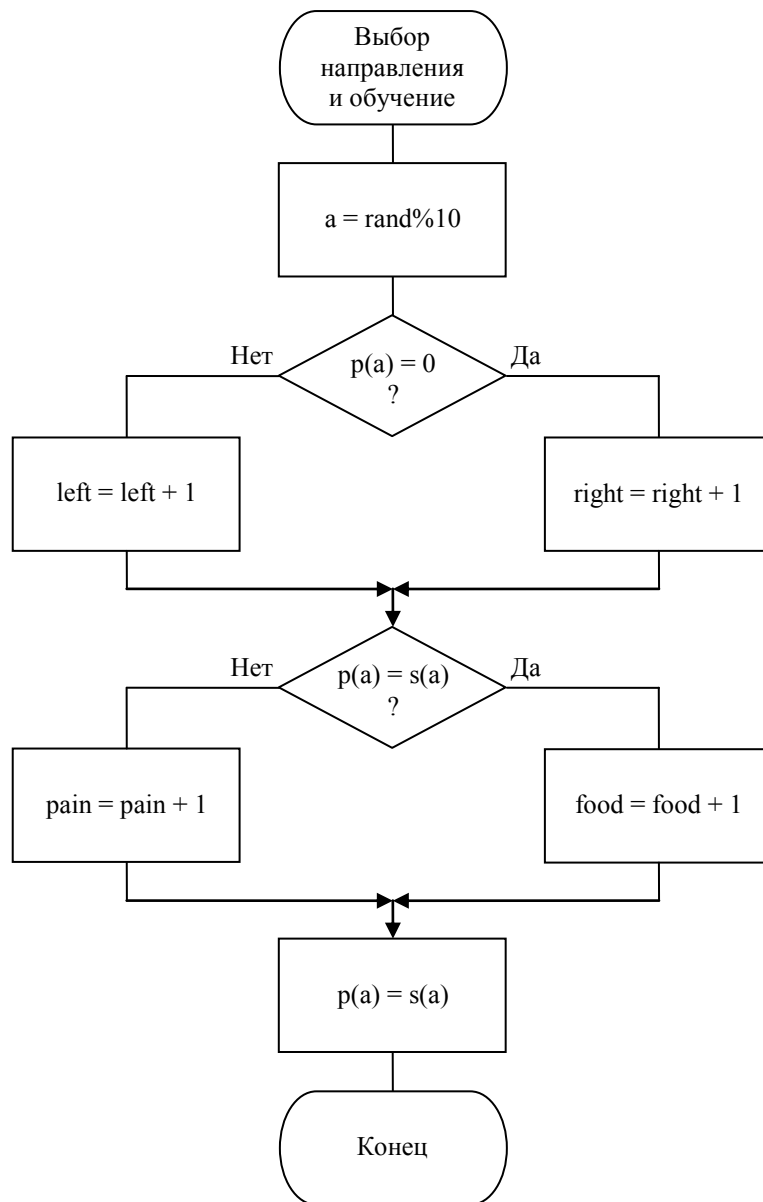 Выбор
направления
и обучение
a = rand%10
Нет
p(a) = 0
?
Да
left = left + 1
right = right + 1
Нет
p(a) = s(a)
?
Да
pain = pain + 1
food = food + 1
p(a) = s(a)
Конец